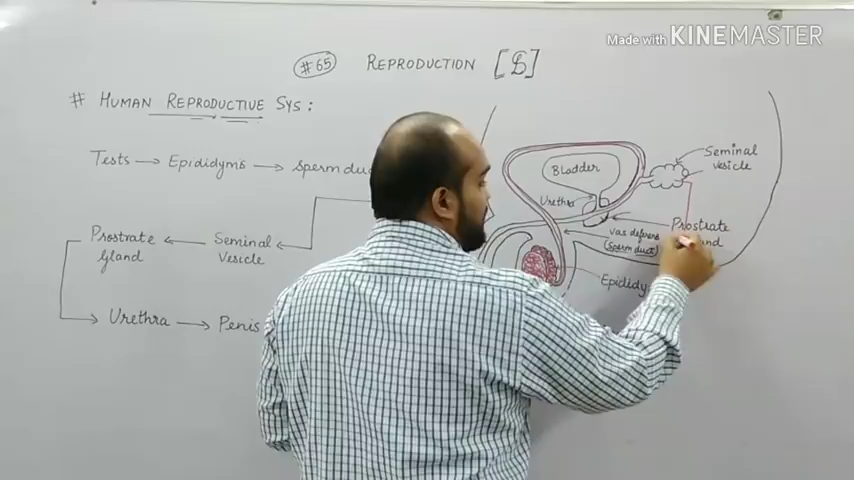 Made with KINEMASTER
#65 REPRODUCTION
# HUMAN REPRODUCTIVE SYS:
Tests → Epididyms → Sperm duc
Prostrate Gland ← Seminal Vesicle ←
Urethra → Penis
Seminal
vesicle
Bladder
Urethra
Prostrate
vas deferens
(Sperm duct)
Epididy